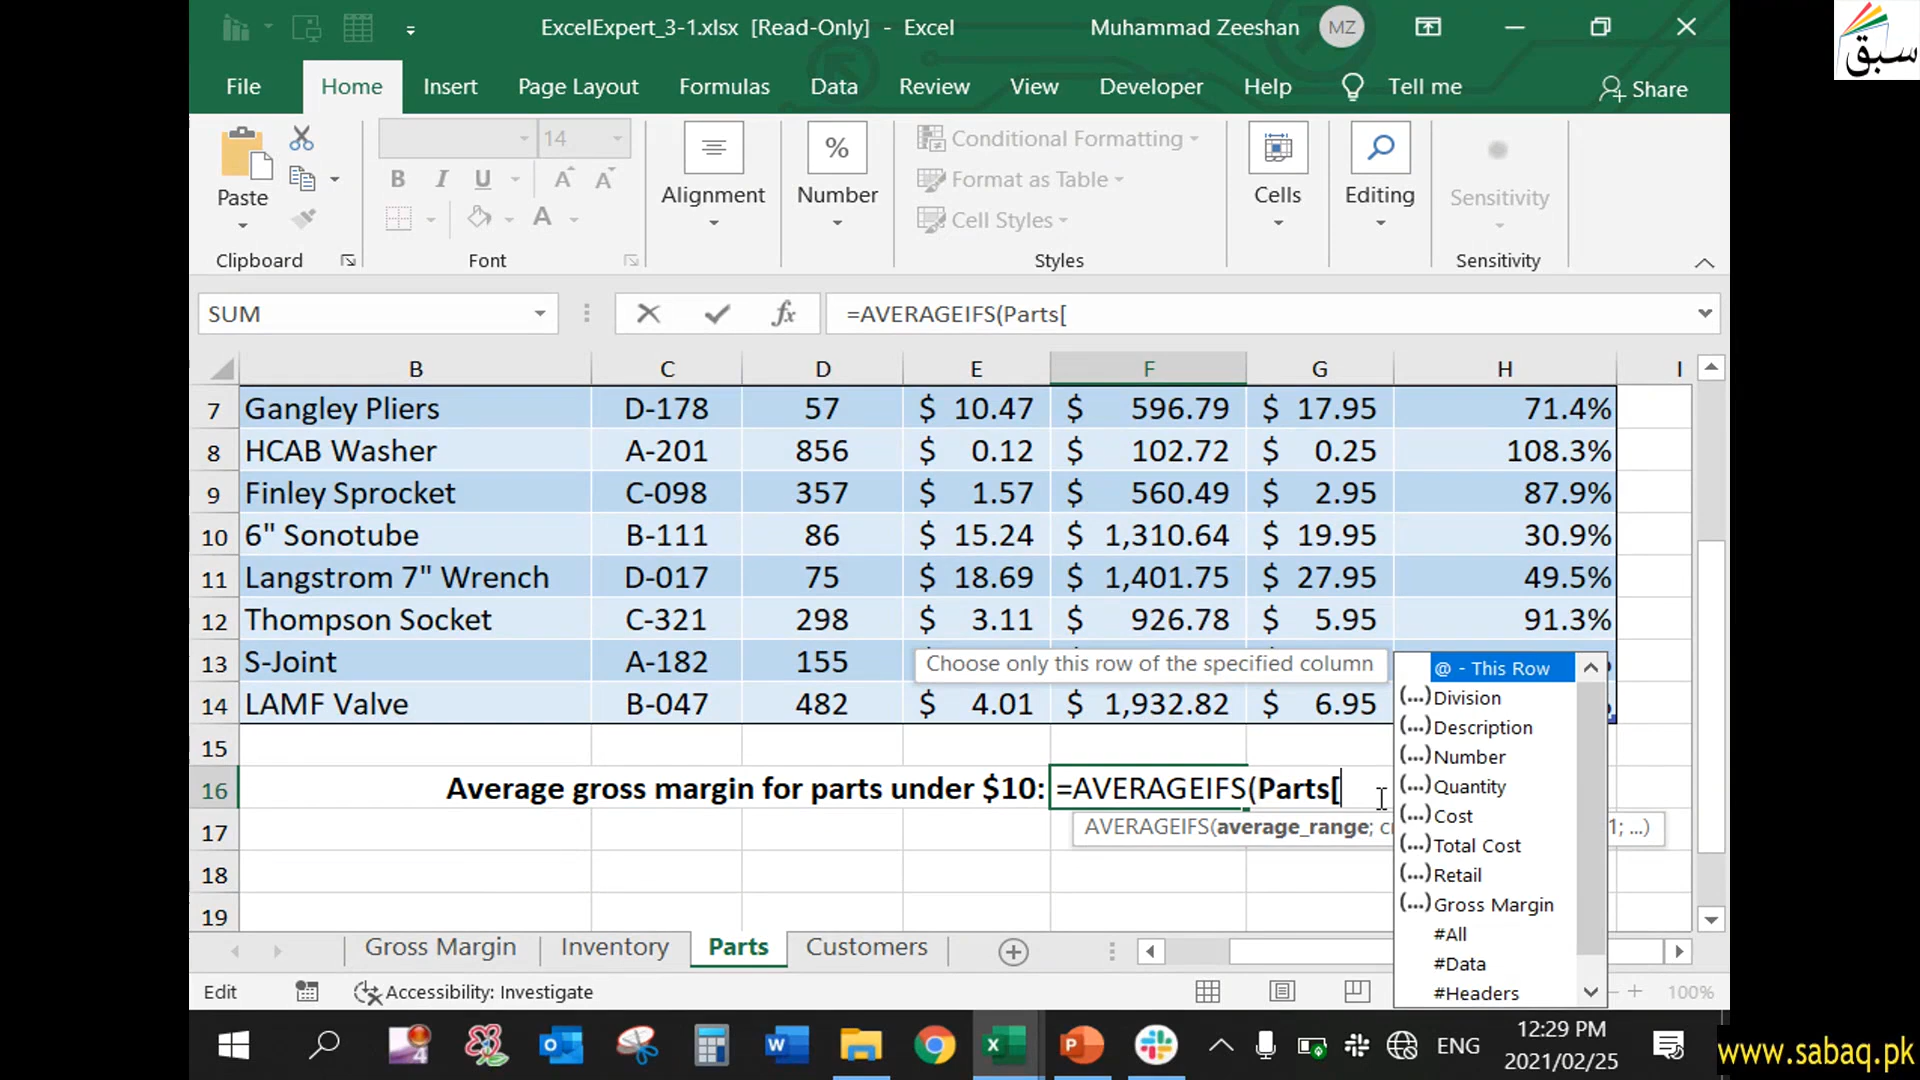 ExcelExpert_3-1.xlsx [Read-Only] - Excel
Muhammad Zeeshan MZ
سبق
File Home Insert Page Layout Formulas Data Review View Developer Help Tell me Share
14
Conditional Formatting
Paste B I U A A Alignment Number Format as Table Cells Editing Sensitivity
A Cell Styles
Clipboard Font Styles Sensitivity
SUM fx =AVERAGEIFS(Parts[
B C D E F G H I
7 Gangley Pliers D-178 57 $ 10.47 $ 596.79 $ 17.95 71.4%
8 HCAB Washer A-201 856 $ 0.12 $ 102.72 $ 0.25 108.3%
9 Finley Sprocket C-098 357 $ 1.57 $ 560.49 $ 2.95 87.9%
10 6" Sonotube B-111 86 $ 15.24 $ 1,310.64 $ 19.95 30.9%
11 Langstrom 7" Wrench D-017 75 $ 18.69 $ 1,401.75 $ 27.95 49.5%
12 Thompson Socket C-321 298 $ 3.11 $ 926.78 $ 5.95 91.3%
13 S-Joint A-182 155
Choose only this row of the specified column
14 LAMF Valve B-047 482 $ 4.01 $ 1,932.82 $ 6.95
15
16 Average gross margin for parts under $10: =AVERAGEIFS(Parts[
17
AVERAGEIFS(average_range; cr 1; ...)
18
19
@ - This Row
(...) Division
(...) Description
(...) Number
(...) Quantity
(...) Cost
(...) Total Cost
(...) Retail
(...) Gross Margin
#All
#Data
#Headers
Gross Margin Inventory Parts Customers
Edit Accessibility: Investigate 100%
4 ENG 12:29 PM
2021/02/25
www.sabaq.pk